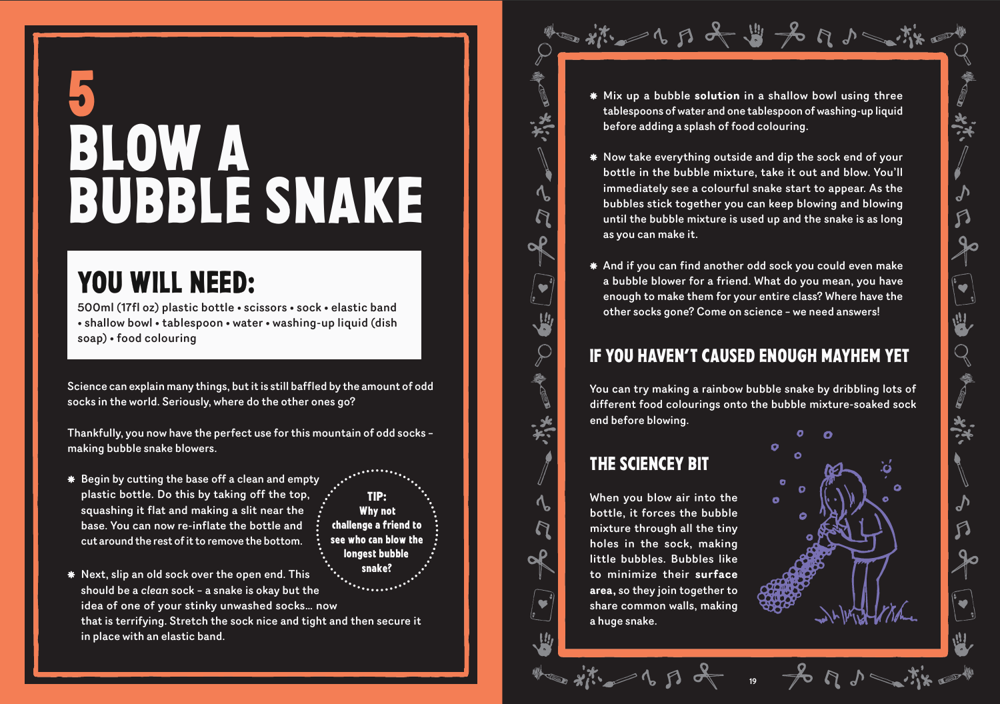 5
BLOW A
BUBBLE SNAKE
YOU WILL NEED:
500ml (17fl oz) plastic bottle • scissors • sock • elastic band
• shallow bowl • tablespoon • water • washing-up liquid (dish
soap) • food colouring
Science can explain many things, but it is still baffled by the amount of odd
socks in the world. Seriously, where do the other ones go?
Thankfully, you now have the perfect use for this mountain of odd socks –
making bubble snake blowers.
Begin by cutting the base off a clean and empty
plastic bottle. Do this by taking off the top,
squashing it flat and making a slit near the
base. You can now re-inflate the bottle and
cut around the rest of it to remove the bottom.
TIP:
Why not
challenge a friend to
see who can blow the
longest bubble
snake?
Next, slip an old sock over the open end. This
should be a clean sock – a snake is okay but the
idea of one of your stinky unwashed socks... now
that is terrifying. Stretch the sock nice and tight and then secure it
in place with an elastic band.
Mix up a bubble solution in a shallow bowl using three
tablespoons of water and one tablespoon of washing-up liquid
before adding a splash of food colouring.
Now take everything outside and dip the sock end of your
bottle in the bubble mixture, take it out and blow. You'll
immediately see a colourful snake start to appear. As the
bubbles stick together you can keep blowing and blowing
until the bubble mixture is used up and the snake is as long
as you can make it.
And if you can find another odd sock you could even make
a bubble blower for a friend. What do you mean, you have
enough to make them for your entire class? Where have the
other socks gone? Come on science – we need answers!
IF YOU HAVEN'T CAUSED ENOUGH MAYHEM YET
You can try making a rainbow bubble snake by dribbling lots of
different food colourings onto the bubble mixture-soaked sock
end before blowing.
THE SCIENCEY BIT
When you blow air into the
bottle, it forces the bubble
mixture through all the tiny
holes in the sock, making
little bubbles. Bubbles like
to minimize their surface
area, so they join together to
share common walls, making
a huge snake.
19